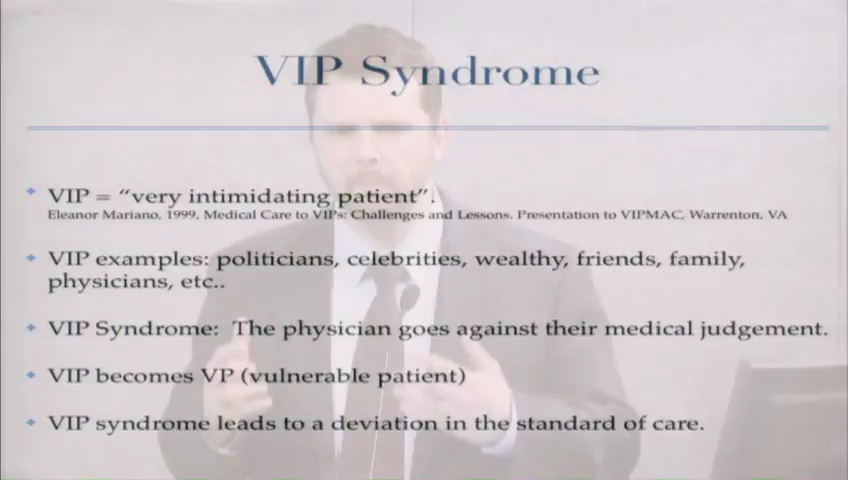 VIP Syndrome
VIP = “very intimidating patient”.
Eleanor Mariano, 1999, Medical Care to VIPs: Challenges and Lessons. Presentation to VIPMAC, Warrenton, VA
VIP examples: politicians, celebrities, wealthy, friends, family,
physicians, etc..
VIP Syndrome:  The physician goes against their medical judgement.
VIP becomes VP (vulnerable patient)
VIP syndrome leads to a deviation in the standard of care.